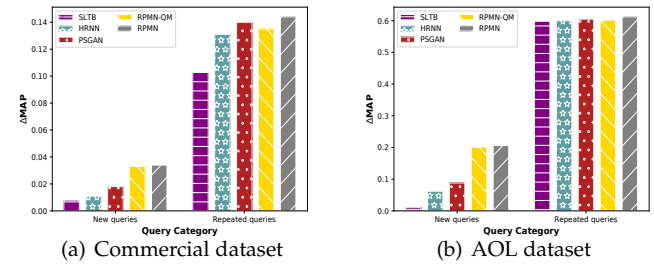 SLTB
HRNN
PSGAN
RPMN-QM
RPMN
ΔMAP
0.14
0.12
0.10
0.08
0.06
0.04
0.02
0.00
New queries
Repeated queries
Query Category
(a) Commercial dataset
SLTB
HRNN
PSGAN
RPMN-QM
RPMN
ΔMAP
0.6
0.5
0.4
0.3
0.2
0.1
0.0
New queries
Repeated queries
Query Category
(b) AOL dataset